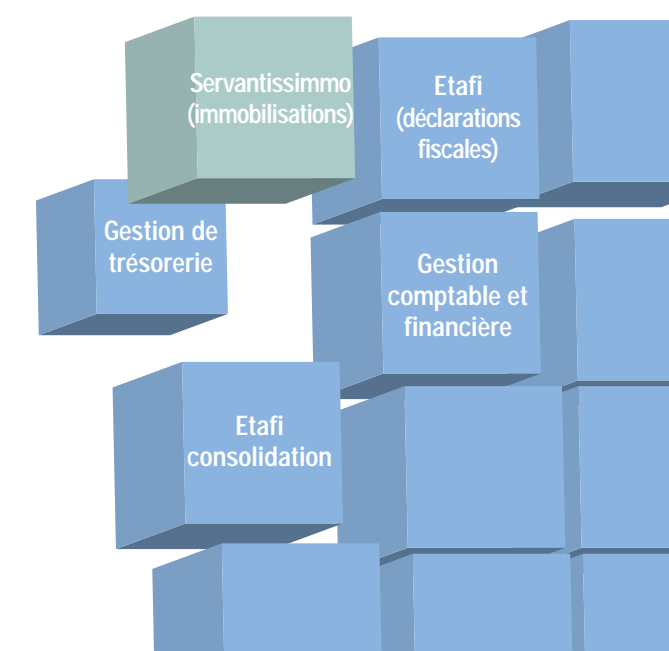 Servantissimmo
(immobilisations)
Etafi
(déclarations
fiscales)
Gestion de
trésorerie
Gestion
comptable et
financière
Etafi
consolidation